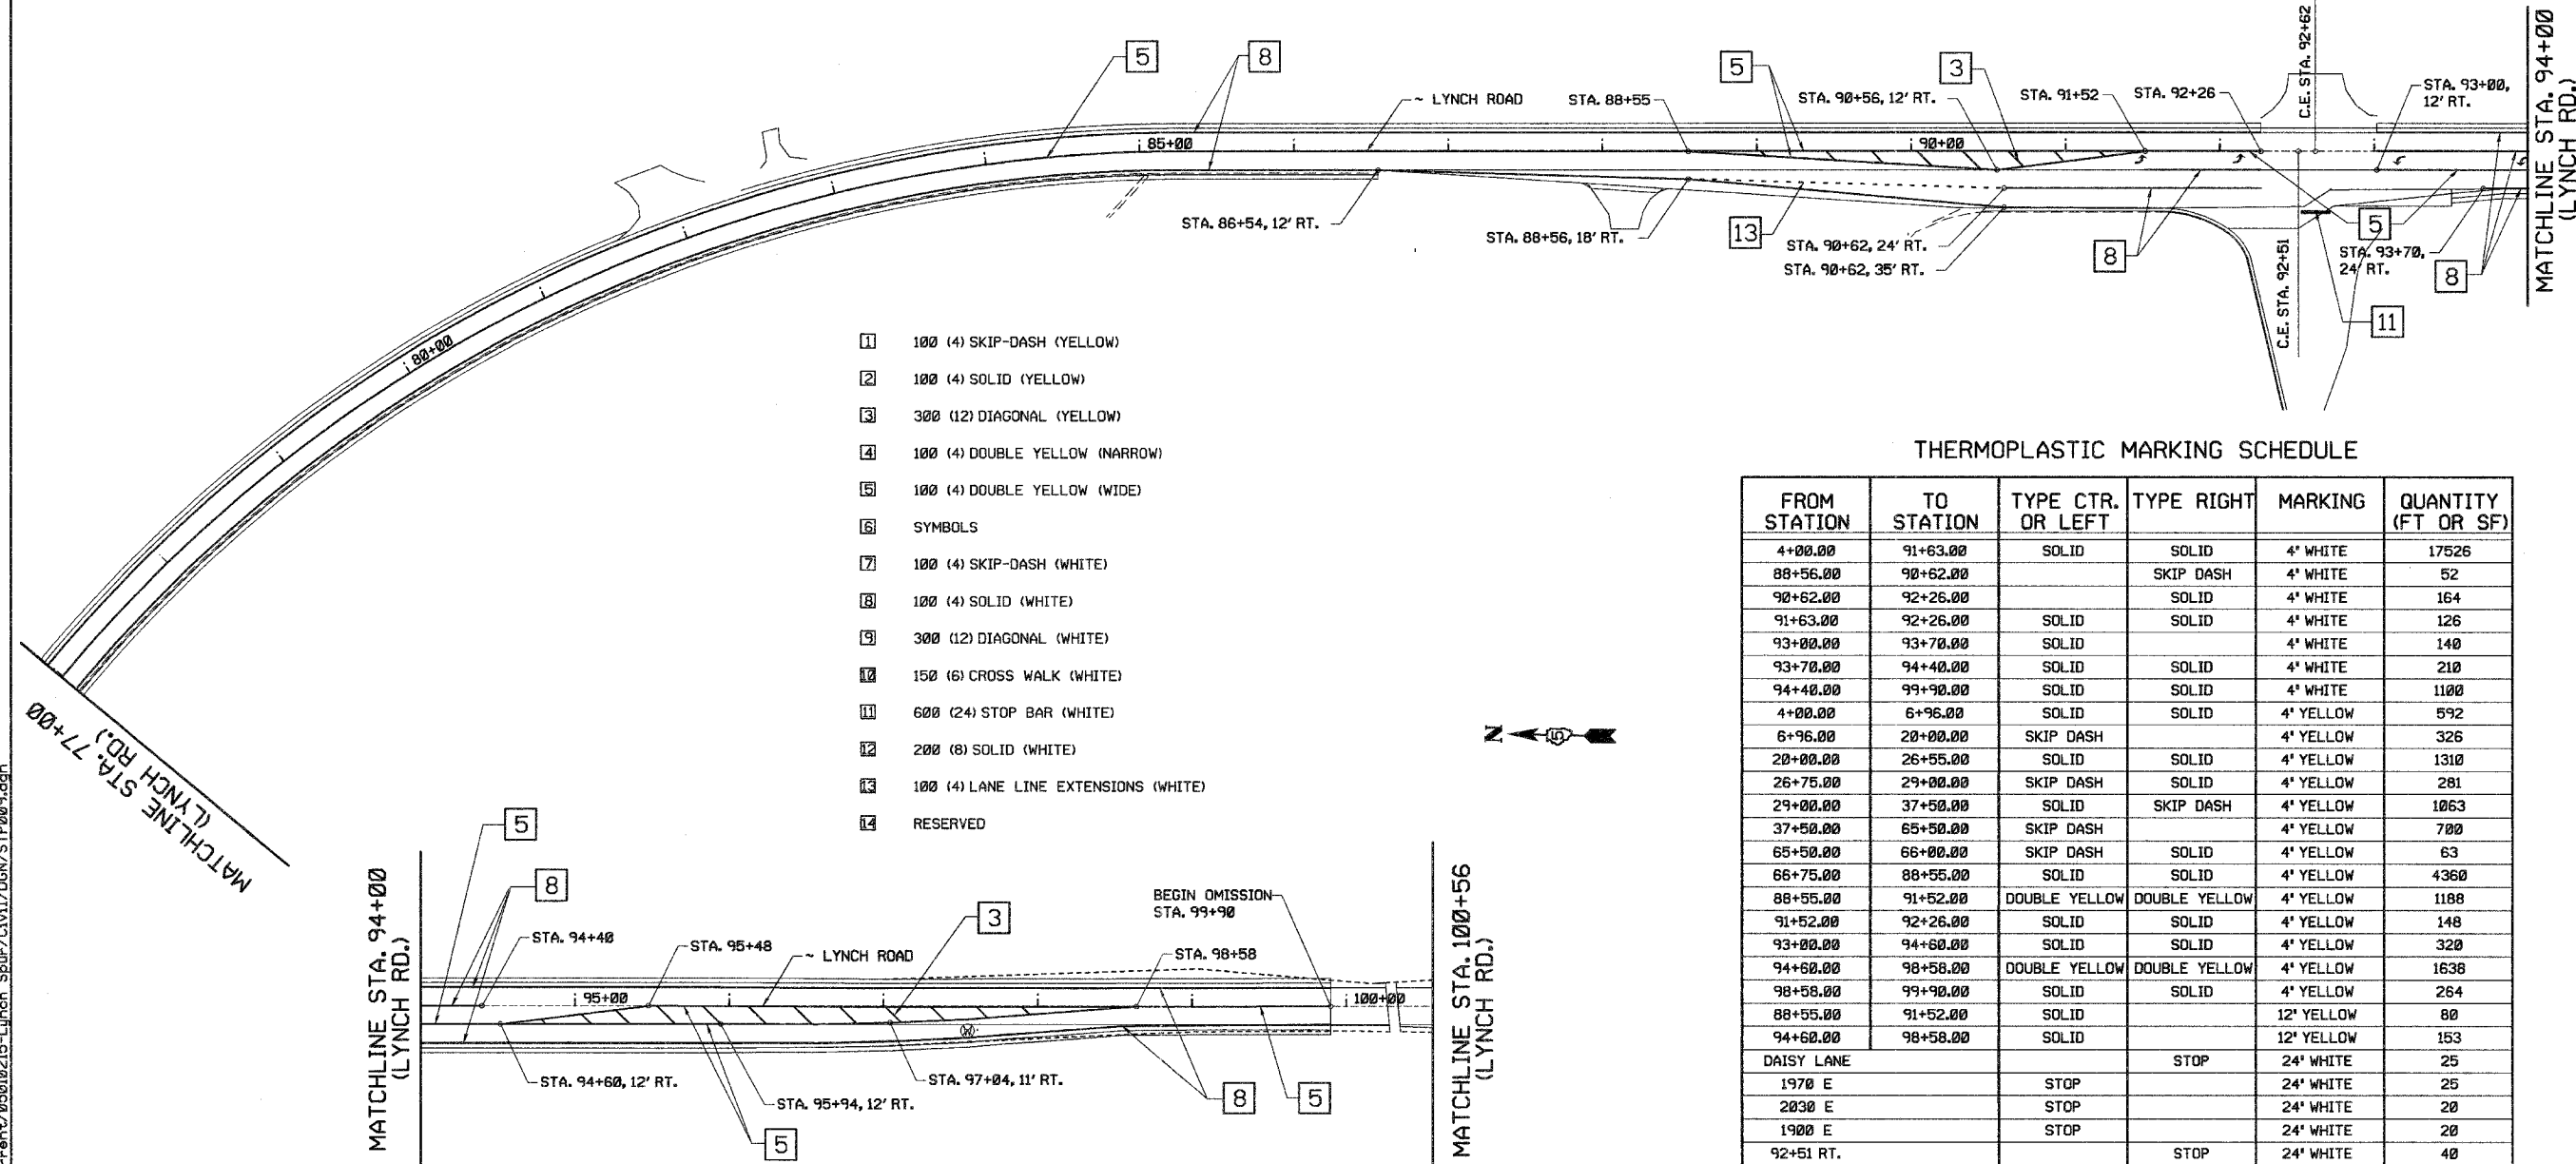 5
8
5
3
~ LYNCH ROAD
STA. 88+55
STA. 90+56, 12' RT.
STA. 91+52
STA. 92+26
C.E. STA. 92+62
STA. 93+00,
12' RT.
MATCHLINE STA. 94+00
(LYNCH RD.)
85+00
90+00
80+00
STA. 86+54, 12' RT.
STA. 88+56, 18' RT.
13
STA. 90+62, 24' RT.
STA. 90+62, 35' RT.
8
C.E. STA. 92+51
5
STA. 93+70,
24' RT.
8
11
MATCHLINE STA. 77+00
(LYNCH RD.)
1 100 (4) SKIP-DASH (YELLOW)
2 100 (4) SOLID (YELLOW)
3 300 (12) DIAGONAL (YELLOW)
4 100 (4) DOUBLE YELLOW (NARROW)
5 100 (4) DOUBLE YELLOW (WIDE)
6 SYMBOLS
7 100 (4) SKIP-DASH (WHITE)
8 100 (4) SOLID (WHITE)
9 300 (12) DIAGONAL (WHITE)
10 150 (6) CROSS WALK (WHITE)
11 600 (24) STOP BAR (WHITE)
12 200 (8) SOLID (WHITE)
13 100 (4) LANE LINE EXTENSIONS (WHITE)
14 RESERVED
N
MATCHLINE STA. 94+00
(LYNCH RD.)
5
8
STA. 94+40
STA. 95+48
~ LYNCH ROAD
3
BEGIN OMISSION
STA. 99+90
STA. 98+58
95+00
100+00
STA. 94+60, 12' RT.
STA. 95+94, 12' RT.
STA. 97+04, 11' RT.
5
8
5
MATCHLINE STA. 100+56
(LYNCH RD.)
THERMOPLASTIC MARKING SCHEDULE
FROM STATION TO STATION TYPE CTR. OR LEFT TYPE RIGHT MARKING QUANTITY (FT OR SF)
4+00.00 91+63.00 SOLID SOLID 4" WHITE 17526
88+56.00 90+62.00 SKIP DASH 4" WHITE 52
90+62.00 92+26.00 SOLID 4" WHITE 164
91+63.00 92+26.00 SOLID SOLID 4" WHITE 126
93+00.00 93+70.00 SOLID 4" WHITE 140
93+70.00 94+40.00 SOLID SOLID 4" WHITE 210
94+40.00 99+90.00 SOLID SOLID 4" WHITE 1100
4+00.00 6+96.00 SOLID SOLID 4" YELLOW 592
6+96.00 20+00.00 SKIP DASH 4" YELLOW 326
20+00.00 26+55.00 SOLID SOLID 4" YELLOW 1310
26+75.00 29+00.00 SKIP DASH SOLID 4" YELLOW 281
29+00.00 37+50.00 SOLID SKIP DASH 4" YELLOW 1063
37+50.00 65+50.00 SKIP DASH 4" YELLOW 700
65+50.00 66+00.00 SKIP DASH SOLID 4" YELLOW 63
66+75.00 88+55.00 SOLID SOLID 4" YELLOW 4360
88+55.00 91+52.00 DOUBLE YELLOW DOUBLE YELLOW 4" YELLOW 1188
91+52.00 92+26.00 SOLID SOLID 4" YELLOW 148
93+00.00 94+60.00 SOLID SOLID 4" YELLOW 320
94+60.00 98+58.00 DOUBLE YELLOW DOUBLE YELLOW 4" YELLOW 1638
98+58.00 99+90.00 SOLID SOLID 4" YELLOW 264
88+55.00 91+52.00 SOLID 12" YELLOW 80
94+60.00 98+58.00 SOLID 12" YELLOW 153
DAISY LANE STOP 24" WHITE 25
1970 E STOP 24" WHITE 25
2030 E STOP 24" WHITE 20
1900 E STOP 24" WHITE 20
92+51 RT. STOP 24" WHITE 40